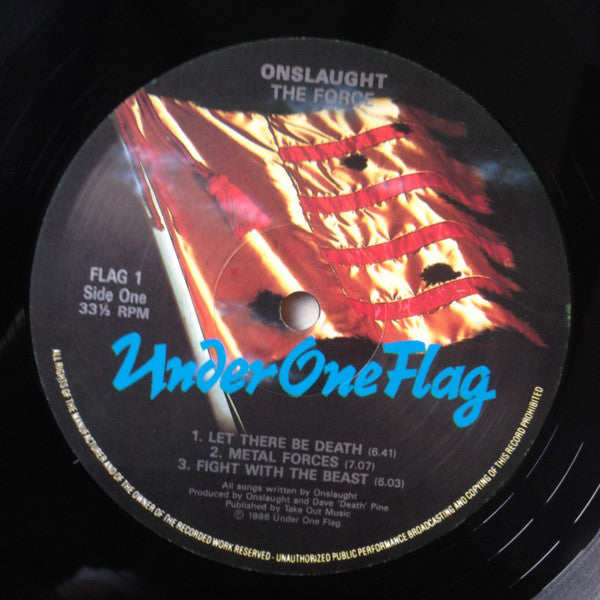 ONSLAUGHT
THE FORCE
FLAG 1
Side One
33⅓ RPM
Under One Flag
1. LET THERE BE DEATH (6.41)
2. METAL FORCES (7.07)
3. FIGHT WITH THE BEAST (6.03)
All songs written by Onslaught
Produced by Onslaught and Dave 'Death' Pine
Published by Take Out Music
℗ 1986 Under One Flag
ALL RIGHTS OF THE MANUFACTURER AND OF THE OWNER OF THE RECORDED WORK RESERVED - UNAUTHORIZED PUBLIC PERFORMANCE BROADCASTING AND COPYING OF THIS RECORD PROHIBITED